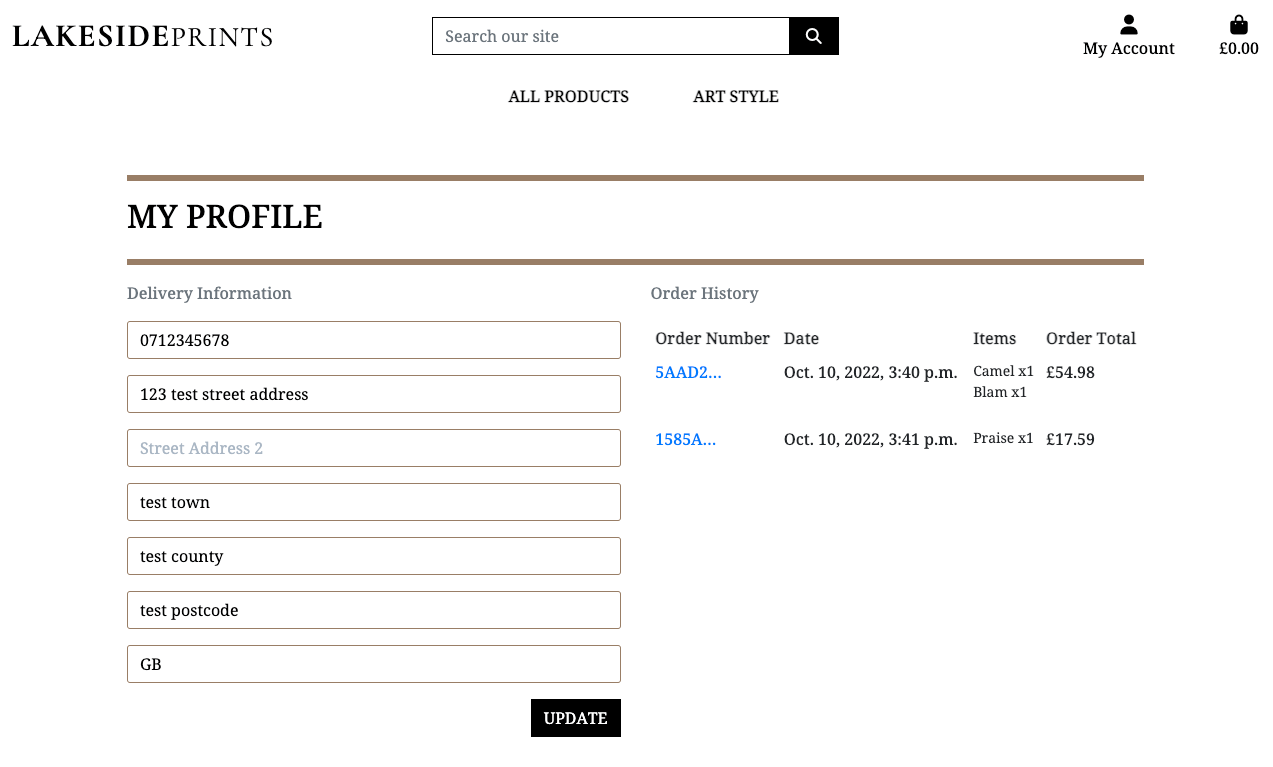 LAKESIDEPRINTS
Search our site
My Account
£0.00
ALL PRODUCTS
ART STYLE
MY PROFILE
Delivery Information
0712345678
123 test street address
Street Address 2
test town
test county
test postcode
GB
UPDATE
Order History
Order Number Date Items Order Total
5AAD2... Oct. 10, 2022, 3:40 p.m. Camel x1 £54.98
Blam x1
1585A... Oct. 10, 2022, 3:41 p.m. Praise x1 £17.59